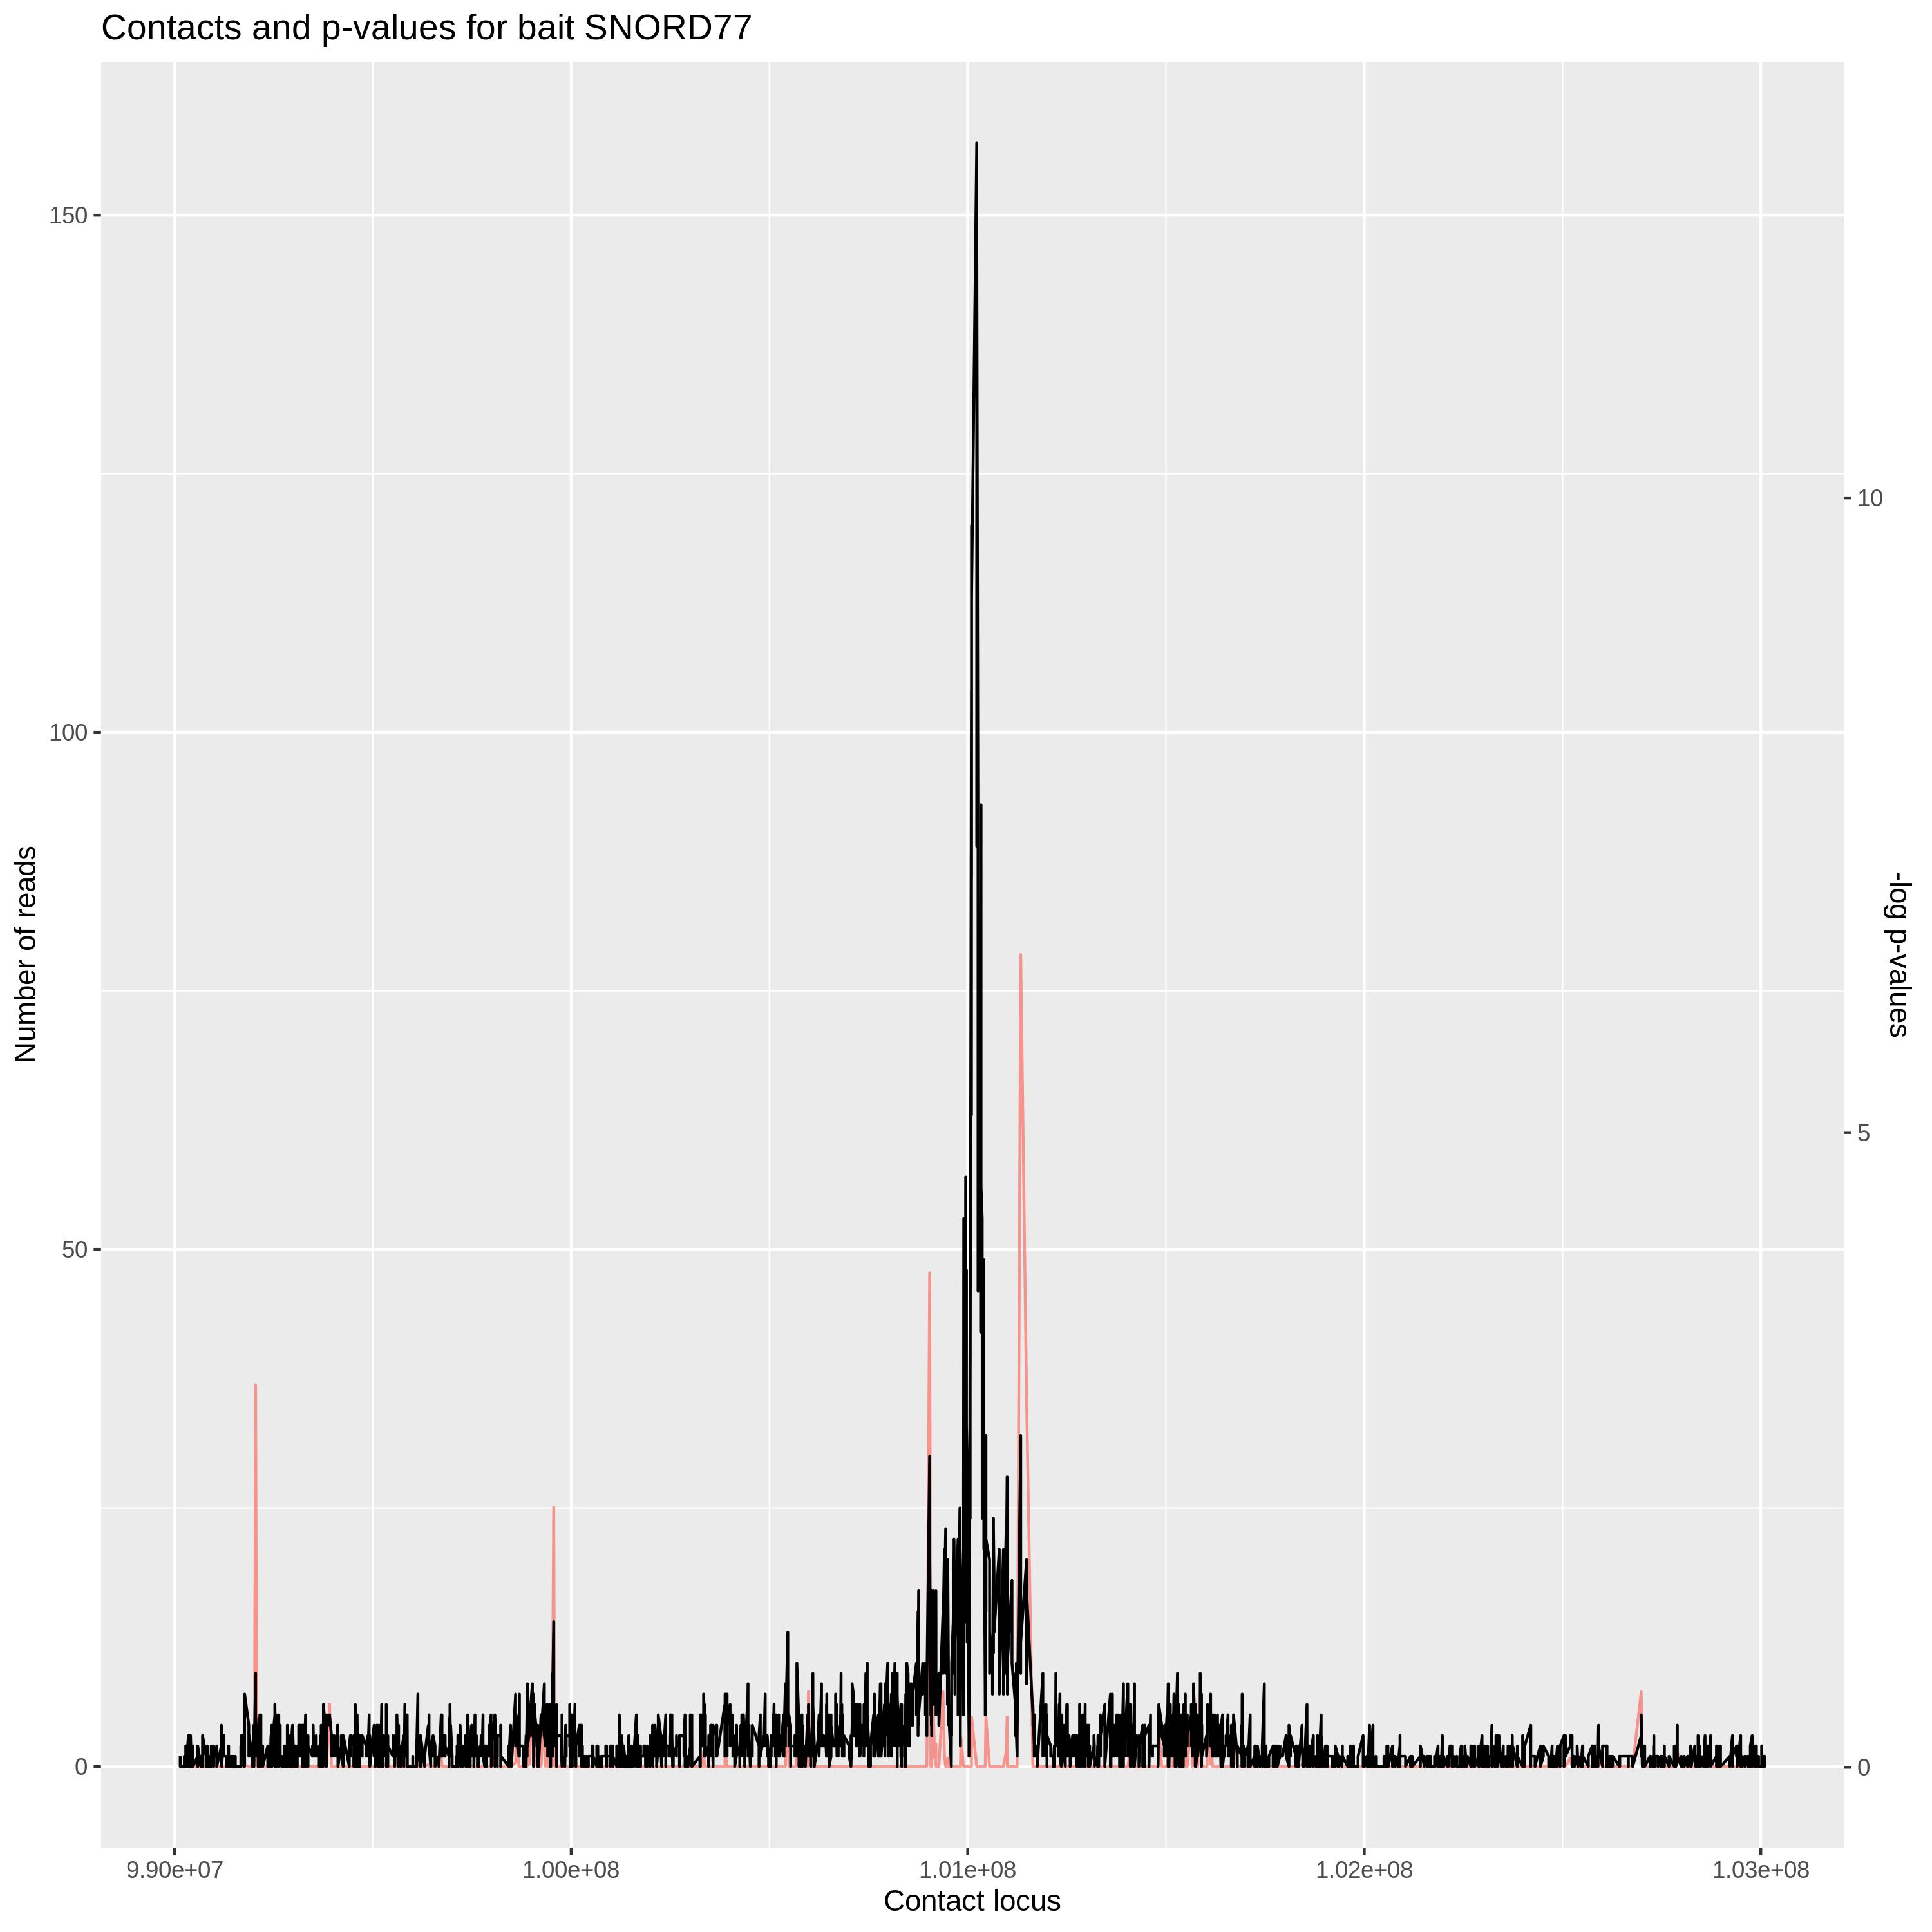 Contacts and p-values for bait SNORD77
150
100
50
0
Number of reads
10
5
0
-log p-values
9.90e+07
1.00e+08
1.01e+08
1.02e+08
1.03e+08
Contact locus